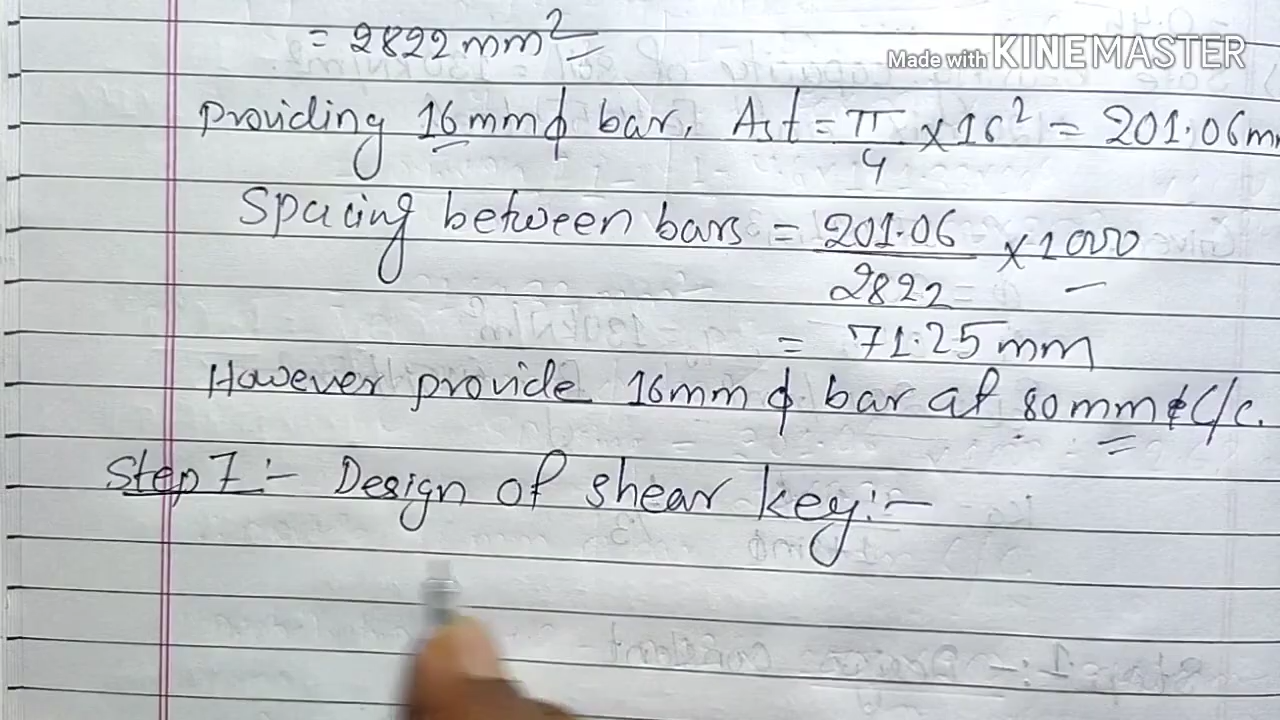 = 2822 mm²
Made with KINEMASTER
Providing 16mm ϕ bar, Ast = π/4 × 16² = 201.06m
Spacing between bars = 201.06/2822 × 1000
= 71.25 mm
However provide 16mm ϕ bar at 80mm C/c.
Step 7:- Design of shear key:-